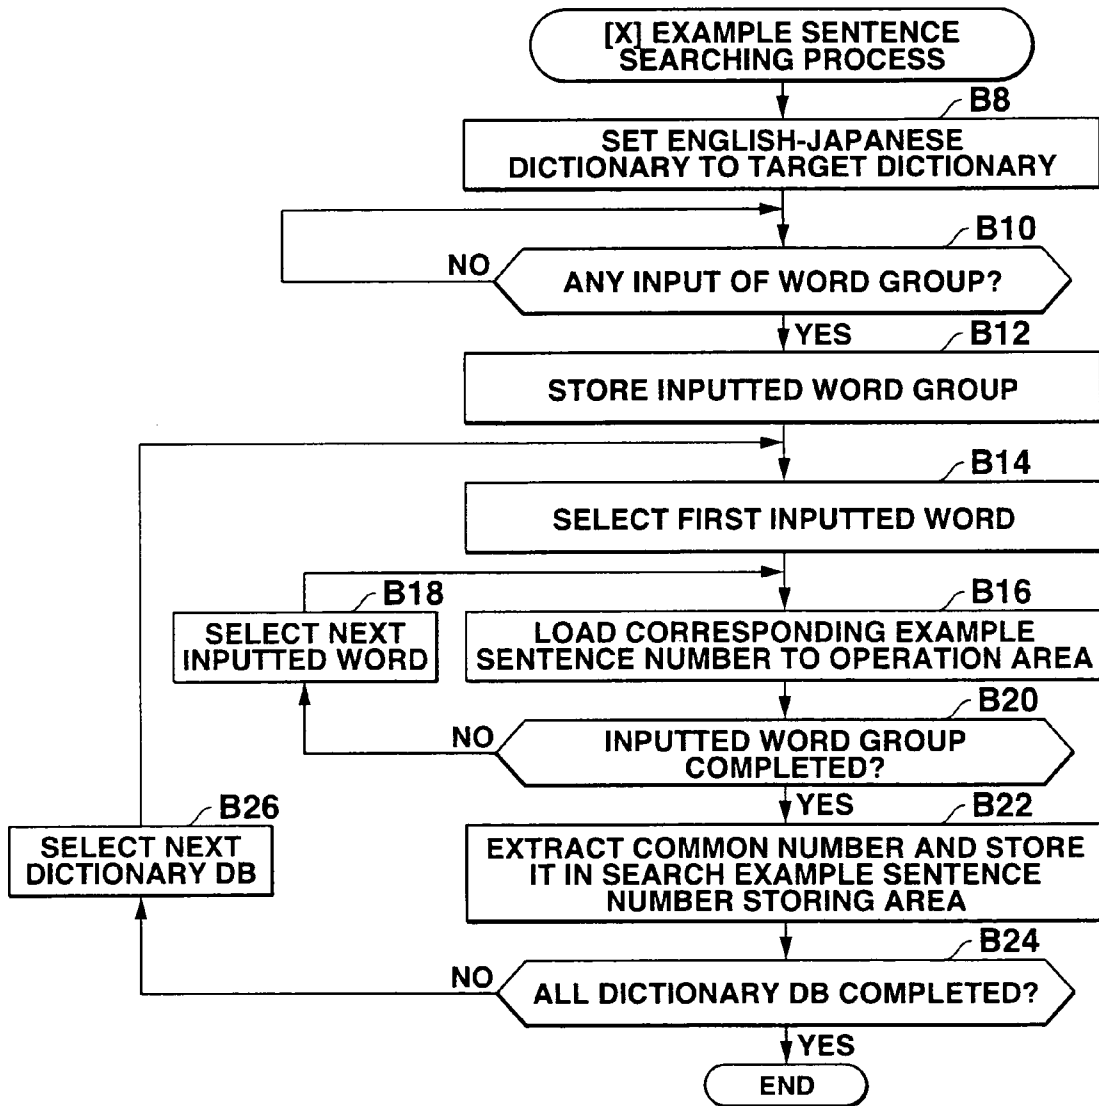 [X] EXAMPLE SENTENCE
SEARCHING PROCESS
B8
SET ENGLISH-JAPANESE
DICTIONARY TO TARGET DICTIONARY
B10
NO
ANY INPUT OF WORD GROUP?
YES
B12
STORE INPUTTED WORD GROUP
B14
SELECT FIRST INPUTTED WORD
B18
SELECT NEXT
INPUTTED WORD
B16
LOAD CORRESPONDING EXAMPLE
SENTENCE NUMBER TO OPERATION AREA
B20
NO
INPUTTED WORD GROUP
COMPLETED?
YES
B26
SELECT NEXT
DICTIONARY DB
B22
EXTRACT COMMON NUMBER AND STORE
IT IN SEARCH EXAMPLE SENTENCE
NUMBER STORING AREA
B24
NO
ALL DICTIONARY DB COMPLETED?
YES
END